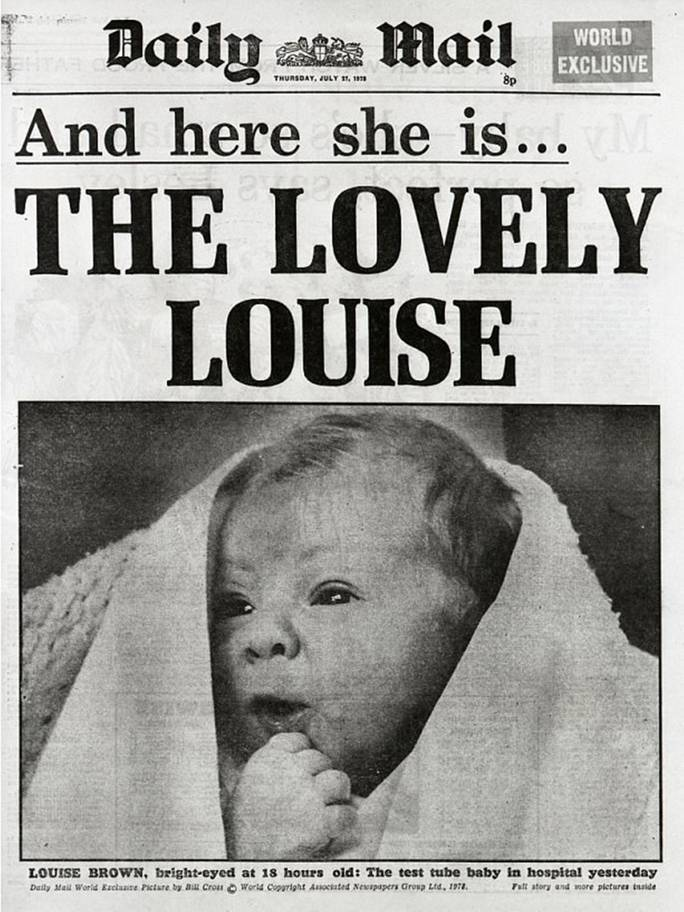 Daily Mail
WORLD
EXCLUSIVE
THURSDAY, JULY 27, 1978
8p
And here she is...
THE LOVELY
LOUISE
LOUISE BROWN, bright-eyed at 18 hours old: The test tube baby in hospital yesterday
Daily Mail World Exclusive Picture by Bill Cross © World Copyright Associated Newspapers Group Ltd., 1978. Full story and more pictures inside